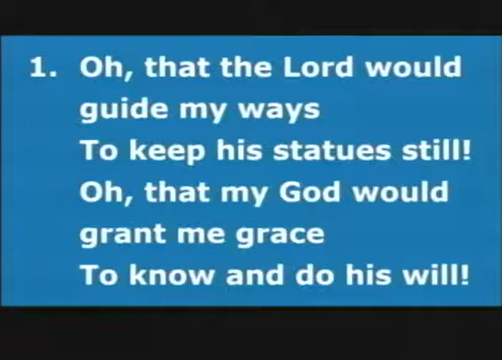 1. Oh, that the Lord would
guide my ways
To keep his statues still!
Oh, that my God would
grant me grace
To know and do his will!